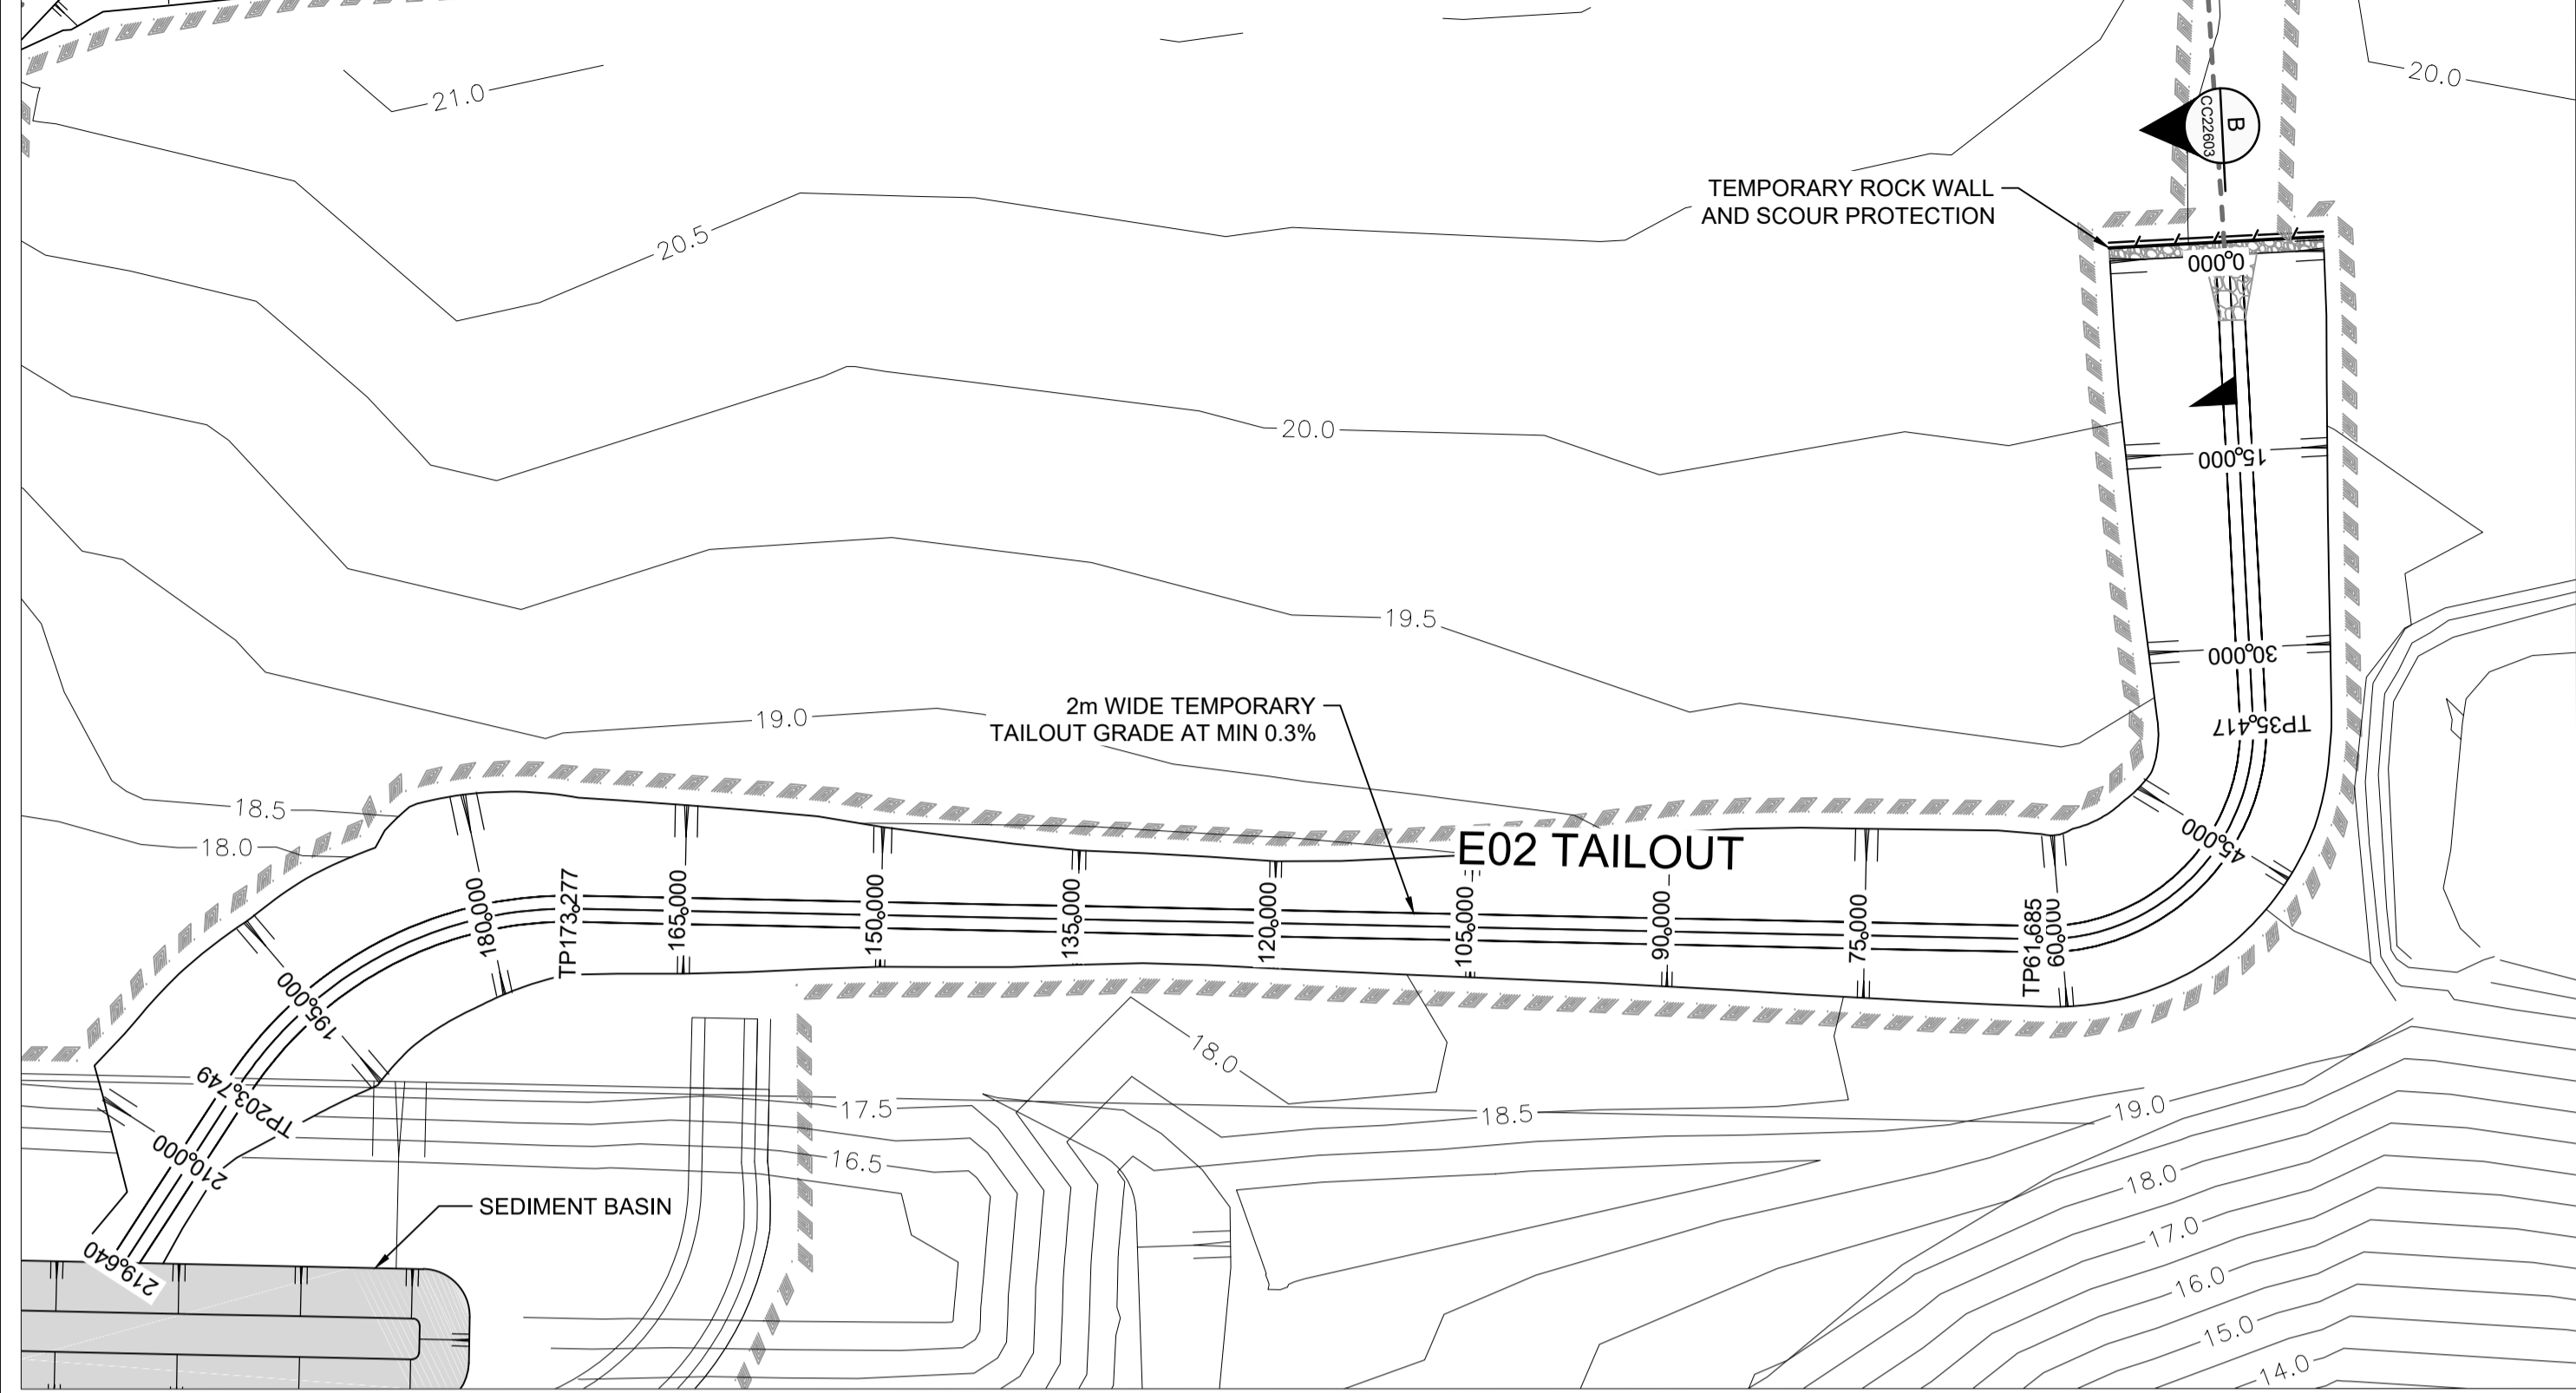 21.0
20.0
B
CC22603
TEMPORARY ROCK WALL
AND SCOUR PROTECTION
20.5
0.000
20.0
15.000
19.5
30.000
2m WIDE TEMPORARY
TAILOUT GRADE AT MIN 0.3%
19.0
TP35.417
18.5
18.0
E02 TAILOUT
45.000
180.000
TP173.277
165.000
150.000
135.000
120.000
105.000
90.000
75.000
TP61.685
60.000
195.000
18.0
TP203.749
17.5
18.5
19.0
210.000
16.5
18.0
SEDIMENT BASIN
17.0
219.640
16.0
15.0
14.0